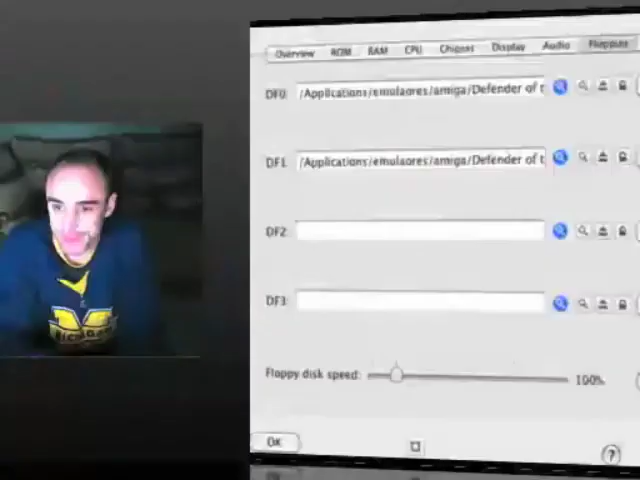 Overview ROM RAM CPU Chipset Display Audio Floppies
DF0: /Applications/emulaores/amiga/Defender of t
DF1: /Applications/emulaores/amiga/Defender of t
DF2:
DF3:
Floppy disk speed: 100%
OK ?